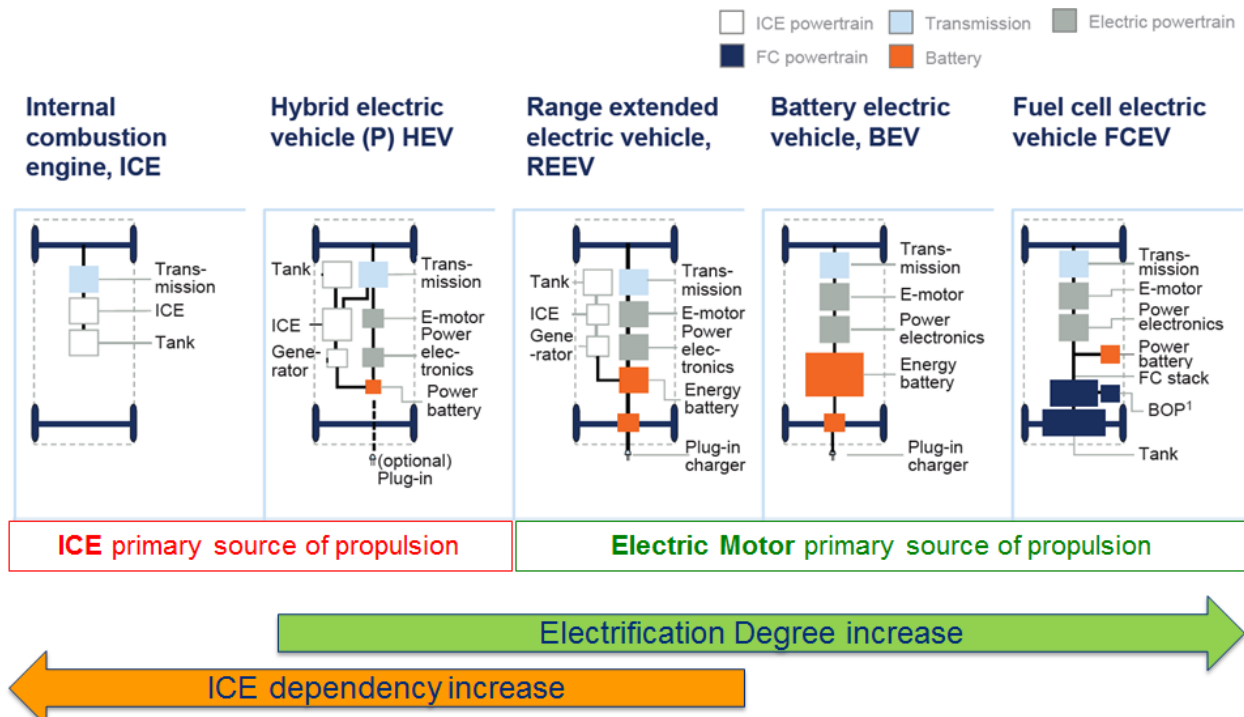 ICE powertrain
Transmission
Electric powertrain
FC powertrain
Battery
Internal
combustion
engine, ICE
Hybrid electric
vehicle (P) HEV
Range extended
electric vehicle,
REEV
Battery electric
vehicle, BEV
Fuel cell electric
vehicle FCEV
Trans-
mission
ICE
Tank
Tank
ICE
Gene-
rator
Trans-
mission
E-motor
Power
elec-
tronics
Power
battery
(optional)
Plug-in
Tank
ICE
Gene
-rator
Trans-
mission
E-motor
Power
elec-
tronics
Energy
battery
Plug-in
charger
Trans-
mission
E-motor
Power
electronics
Energy
battery
Plug-in
charger
Trans-
mission
E-motor
Power
electronics
Power
battery
FC stack
BOP¹
Tank
ICE primary source of propulsion
Electric Motor primary source of propulsion
Electrification Degree increase
ICE dependency increase